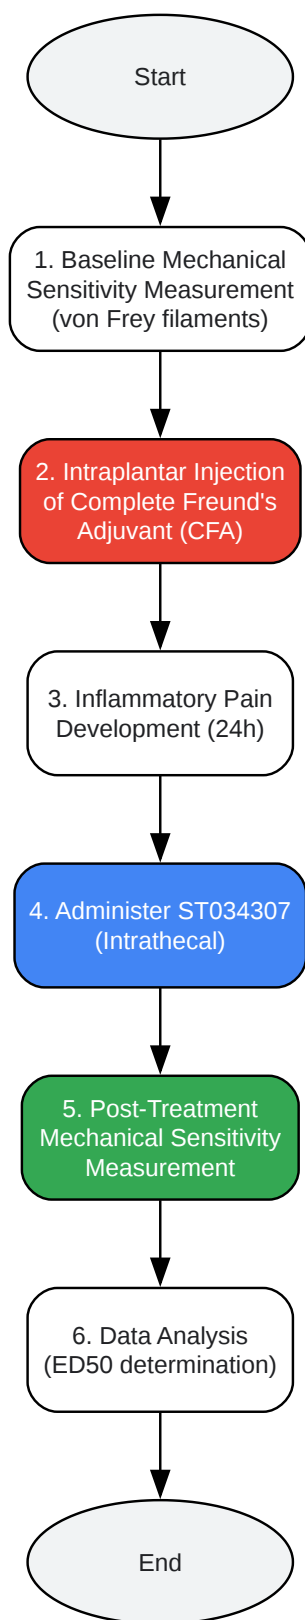 Start
1. Baseline Mechanical
Sensitivity Measurement
(von Frey filaments)
2. Intraplantar Injection
of Complete Freund's
Adjuvant (CFA)
3. Inflammatory Pain
Development (24h)
4. Administer ST034307
(Intrathecal)
5. Post-Treatment
Mechanical Sensitivity
Measurement
6. Data Analysis
(ED50 determination)
End